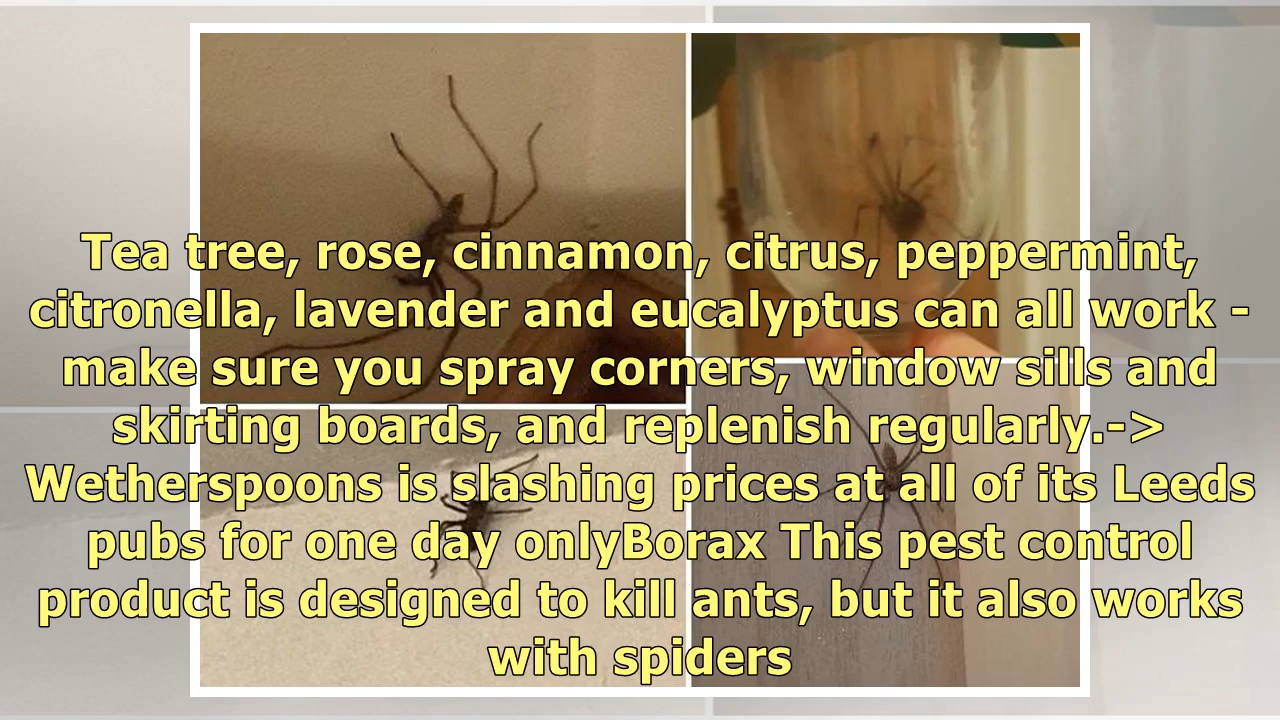 Tea tree, rose, cinnamon, citrus, peppermint,
citronella, lavender and eucalyptus can all work -
make sure you spray corners, window sills and
skirting boards, and replenish regularly.->
Wetherspoons is slashing prices at all of its Leeds
pubs for one day onlyBorax This pest control
product is designed to kill ants, but it also works
with spiders